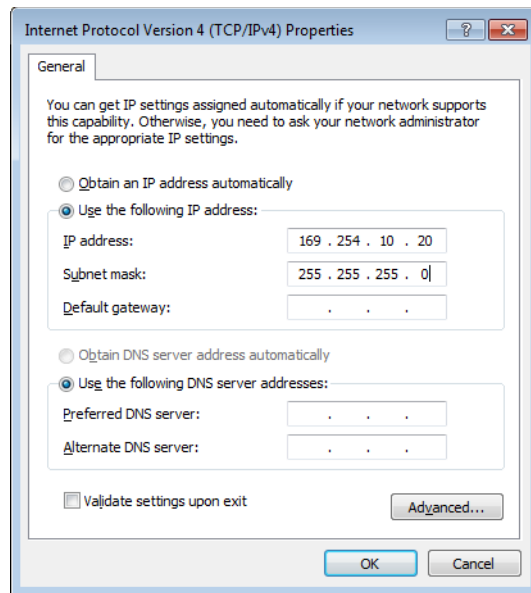 Internet Protocol Version 4 (TCP/IPv4) Properties
General
You can get IP settings assigned automatically if your network supports
this capability. Otherwise, you need to ask your network administrator
for the appropriate IP settings.
Obtain an IP address automatically
Use the following IP address:
IP address: 169 . 254 . 10 . 20
Subnet mask: 255 . 255 . 255 . 0
Default gateway: . . .
Obtain DNS server address automatically
Use the following DNS server addresses:
Preferred DNS server: . . .
Alternate DNS server: . . .
Validate settings upon exit
Advanced...
OK Cancel